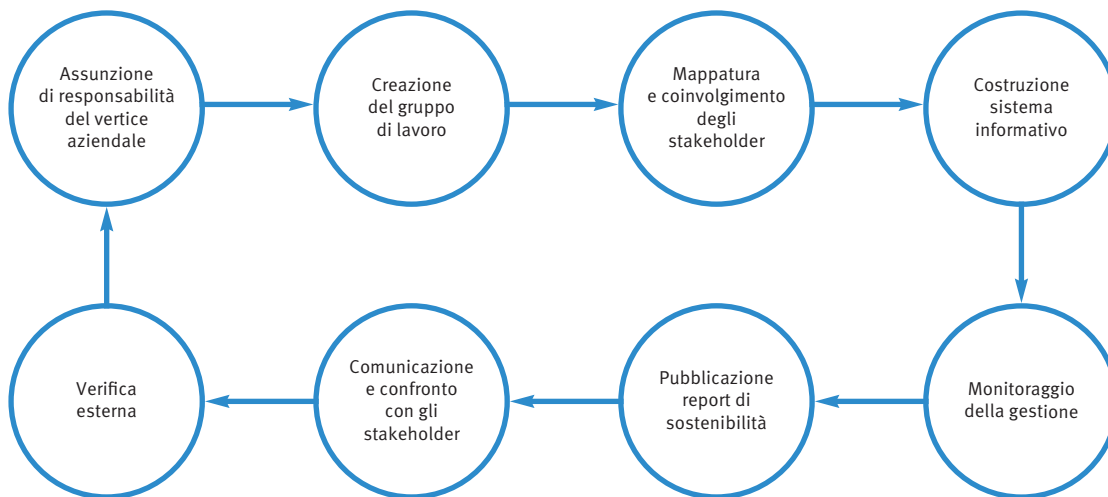 Assunzione
di responsabilità
del vertice
aziendale
Creazione
del gruppo
di lavoro
Mappatura
e coinvolgimento
degli
stakeholder
Costruzione
sistema
informativo
Monitoraggio
della gestione
Pubblicazione
report di
sostenibilità
Comunicazione
e confronto
con gli
stakeholder
Verifica
esterna